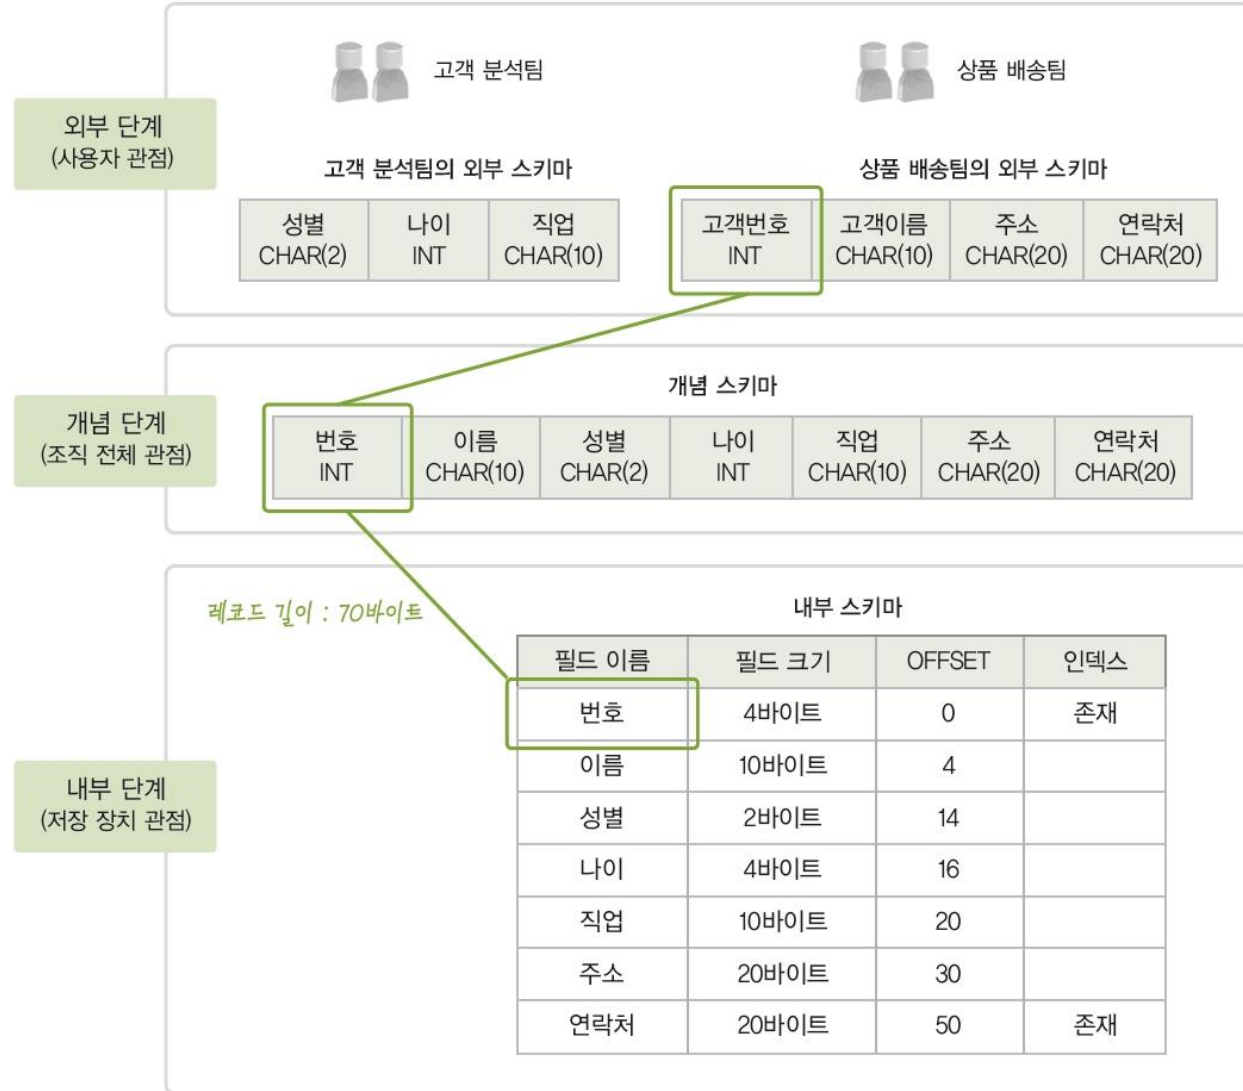 고객 분석팀
상품 배송팀
외부 단계
(사용자 관점)
고객 분석팀의 외부 스키마
상품 배송팀의 외부 스키마
성별 나이 직업
CHAR(2) INT CHAR(10)
고객번호 고객이름 주소 연락처
INT CHAR(10) CHAR(20) CHAR(20)
개념 단계
(조직 전체 관점)
개념 스키마
번호 이름 성별 나이 직업 주소 연락처
INT CHAR(10) CHAR(2) INT CHAR(10) CHAR(20) CHAR(20)
내부 단계
(저장 장치 관점)
레코드 길이 : 70바이트
내부 스키마
필드 이름 필드 크기 OFFSET 인덱스
번호 4바이트 0 존재
이름 10바이트 4
성별 2바이트 14
나이 4바이트 16
직업 10바이트 20
주소 20바이트 30
연락처 20바이트 50 존재